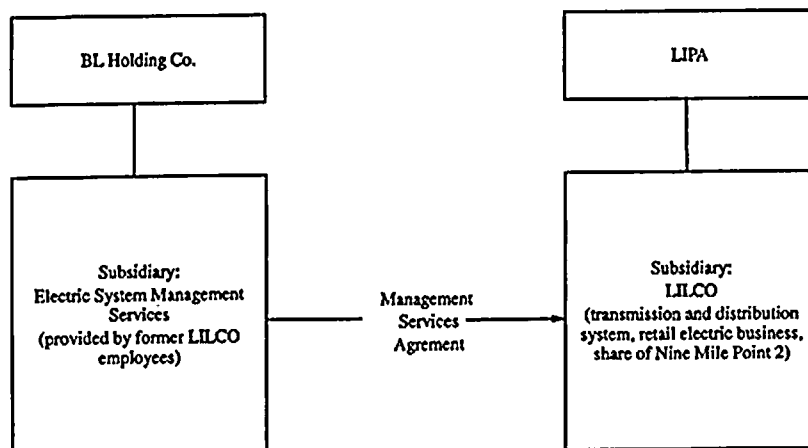 BL Holding Co.
LIPA
Subsidiary:
Electric System Management
Services
(provided by former LILCO
employees)
Management
Services
Agrement
Subsidiary:
LILCO
(transmission and distribution
system, retail electric business,
share of Nine Mile Point 2)